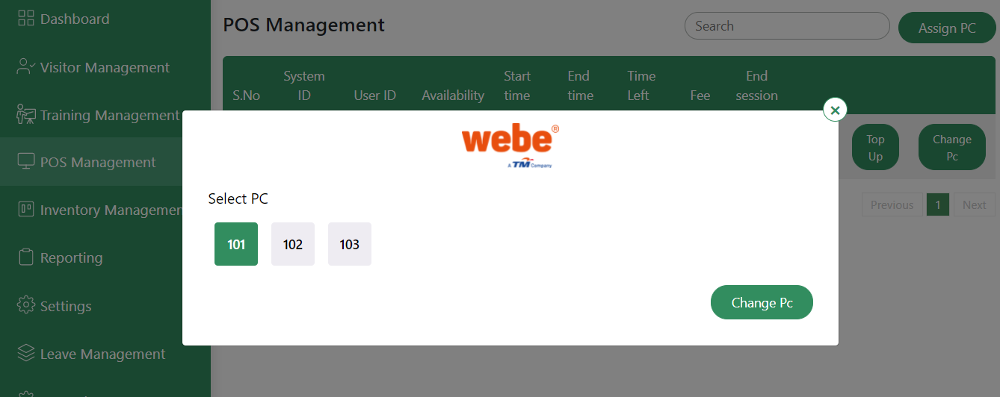 Dashboard
Visitor Management
Training Management
POS Management
Inventory Managemen
Reporting
Settings
Leave Management
POS Management
Search
Assign PC
S.No
System
ID
User ID
Availability
Start
time
End
time
Time
Left
Fee
End
session
Top
Up
Change
Pc
Previous
1
Next
webe®
A TM Company
Select PC
101 102 103
Change Pc